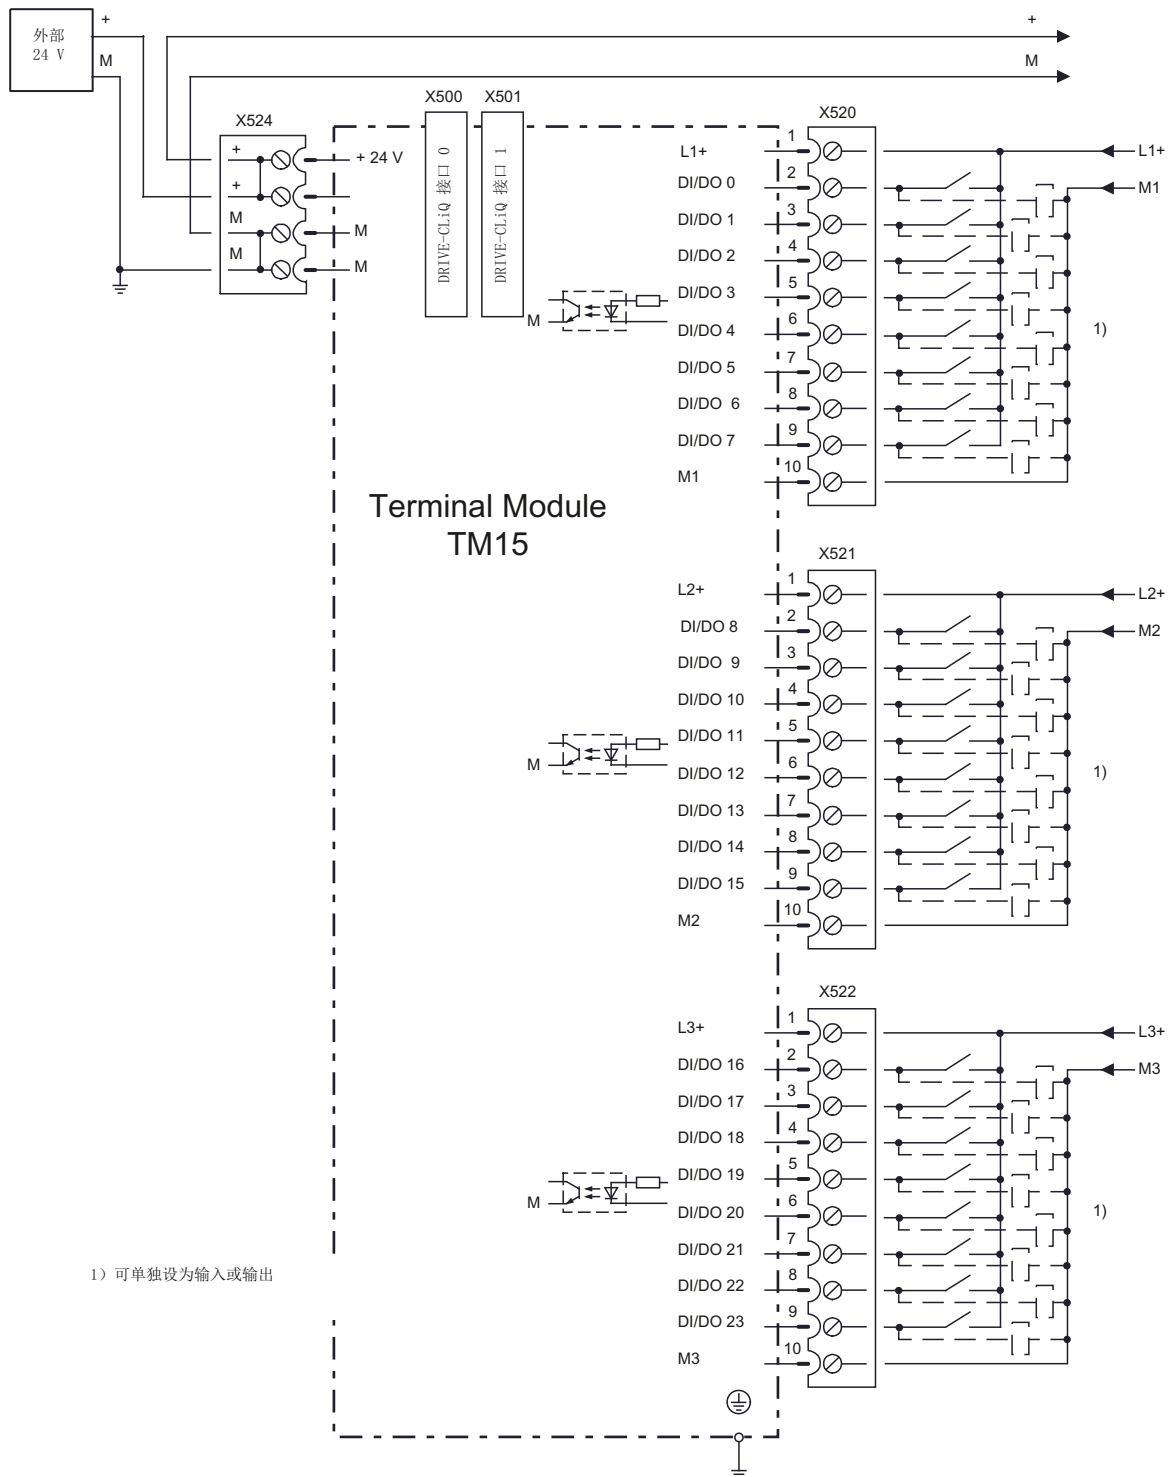 外部
24 V
+
M
+
M
X524
+
+
M
M
+ 24 V
M
M
X500
X501
DRIVE-CLiQ 接口 0
DRIVE-CLiQ 接口 1
Terminal Module
TM15
M
X520
L1+
1
L1+
DI/DO 0
2
M1
DI/DO 1
3
DI/DO 2
4
DI/DO 3
5
DI/DO 4
6
1)
DI/DO 5
7
DI/DO 6
8
DI/DO 7
9
M1
10
X521
L2+
1
L2+
DI/DO 8
2
M2
DI/DO 9
3
DI/DO 10
4
DI/DO 11
5
M
DI/DO 12
6
1)
DI/DO 13
7
DI/DO 14
8
DI/DO 15
9
M2
10
X522
L3+
1
L3+
DI/DO 16
2
M3
DI/DO 17
3
DI/DO 18
4
DI/DO 19
5
M
DI/DO 20
6
1)
DI/DO 21
7
DI/DO 22
8
DI/DO 23
9
M3
10
1) 可单独设为输入或输出